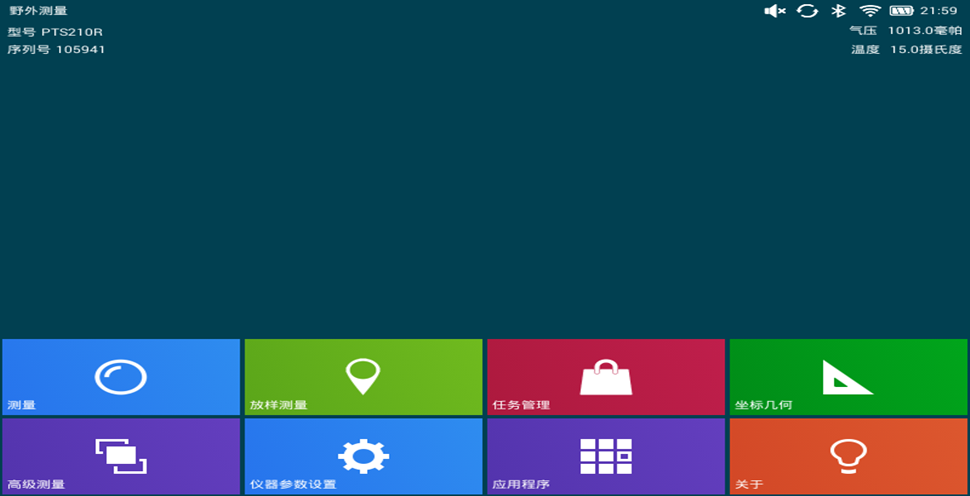 野外测量 21:59
型号 PTS210R 气压 1013.0毫帕
序列号 105941 温度 15.0摄氏度
测量 放样测量 任务管理 坐标几何
高级测量 仪器参数设置 应用程序 关于